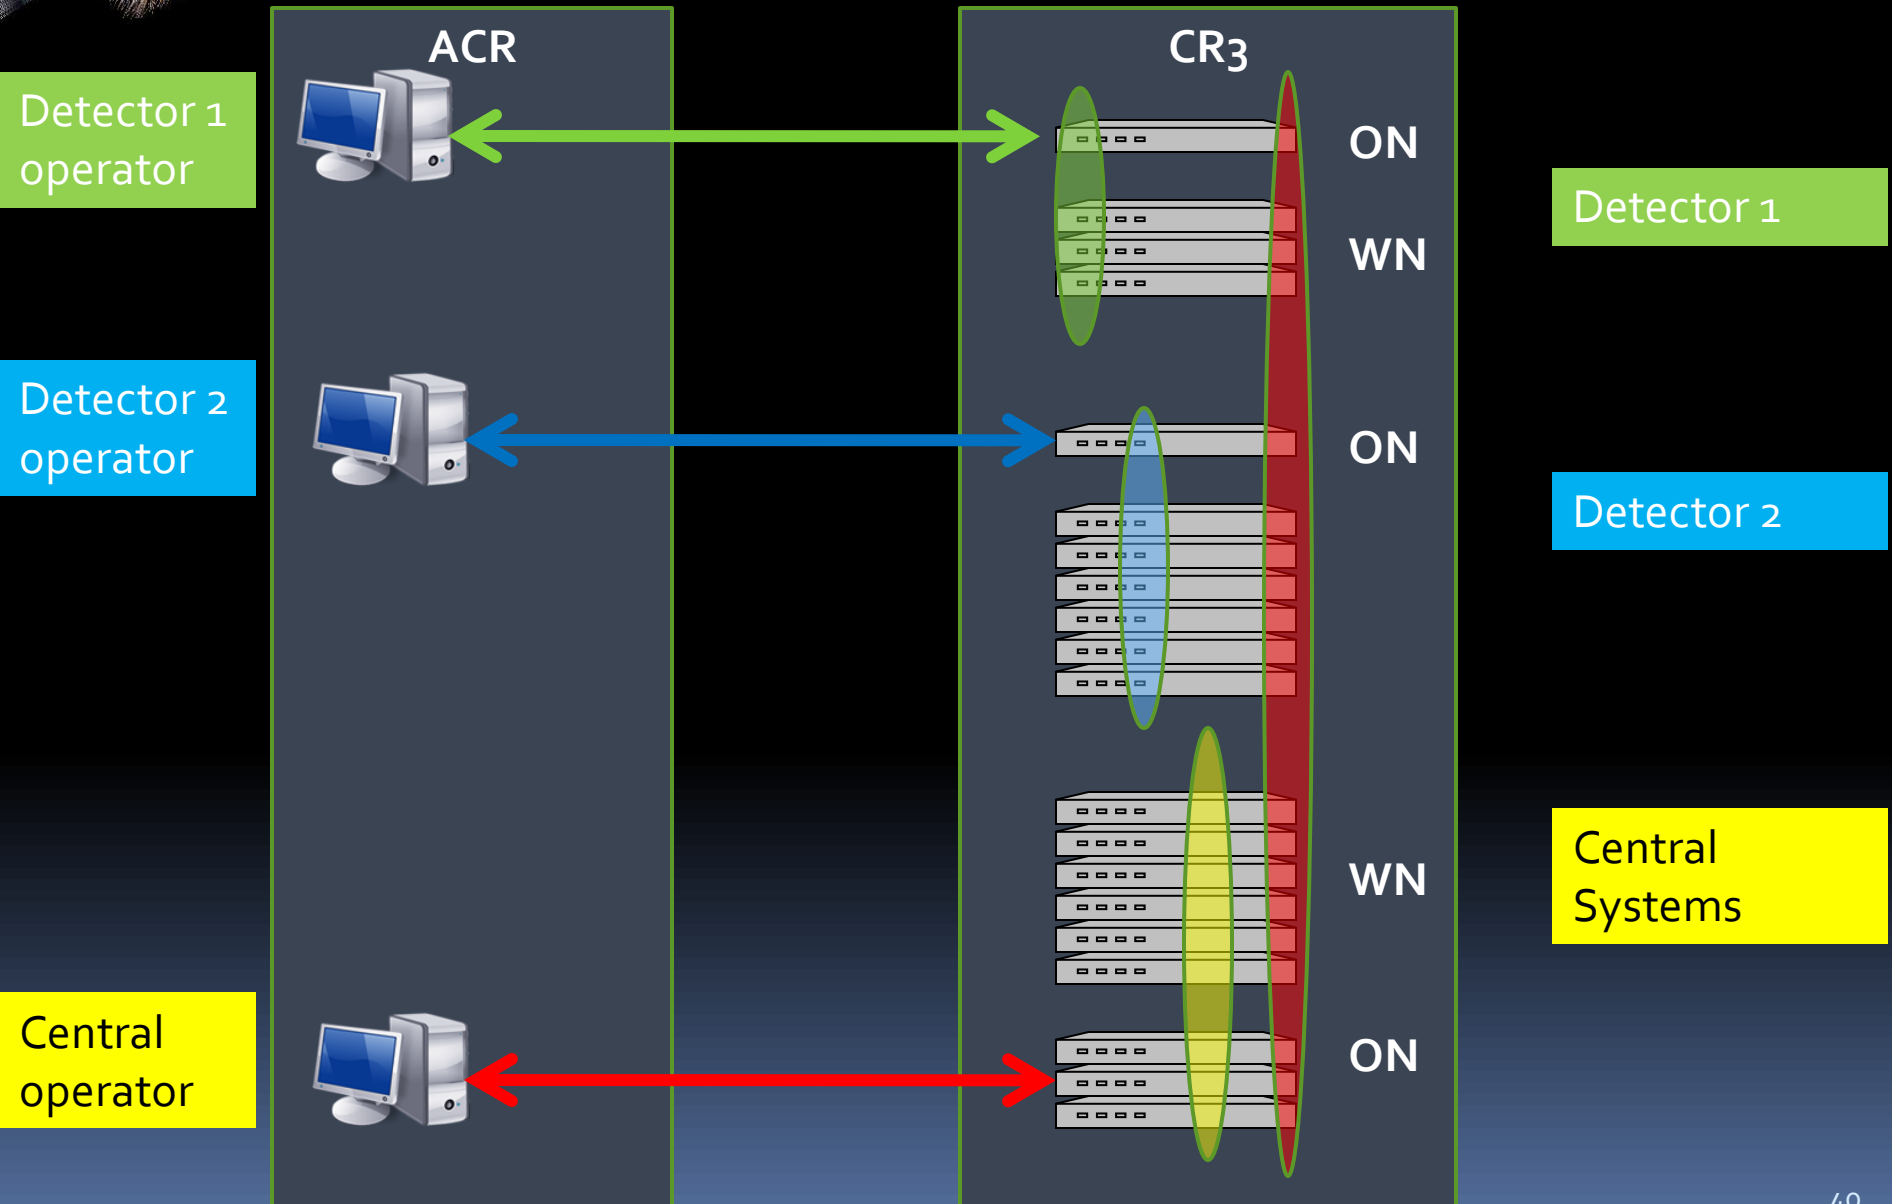 ACR
CR3
Detector 1
operator
ON
Detector 1
WN
Detector 2
operator
ON
Detector 2
Central
Systems
WN
Central
operator
ON
40